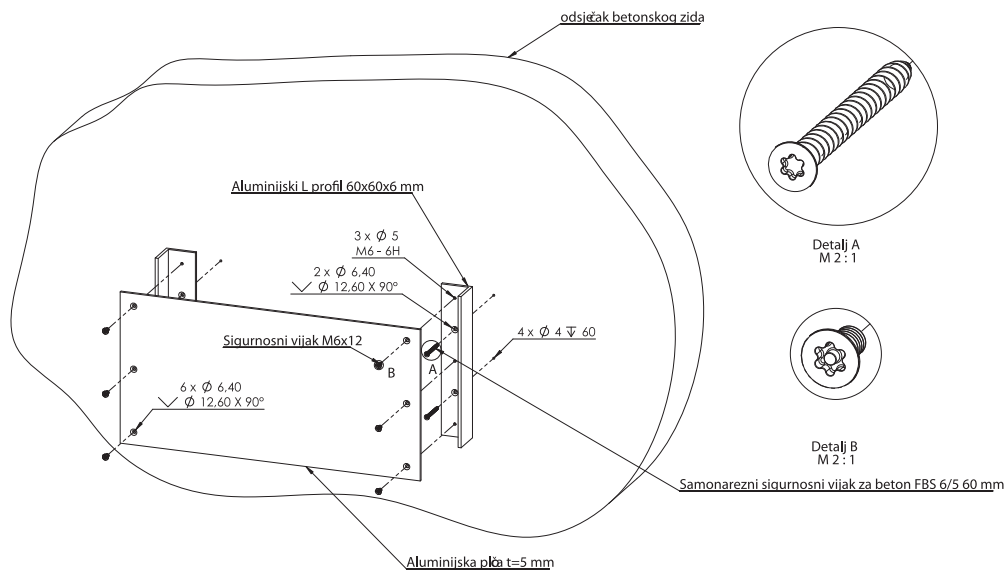 odsječak betonskog zida
Aluminijski L profil 60x60x6 mm
3 x Ø 5
M6 - 6H
2 x Ø 6,40
⌵ Ø 12,60 X 90°
Detalj A
M 2 : 1
Sigurnosni vijak M6x12
B
A
4 x Ø 4 ↧ 60
6 x Ø 6,40
⌵ Ø 12,60 X 90°
Detalj B
M 2 : 1
Samonarezni sigurnosni vijak za beton FBS 6/5 60 mm
Aluminijska ploča t=5 mm